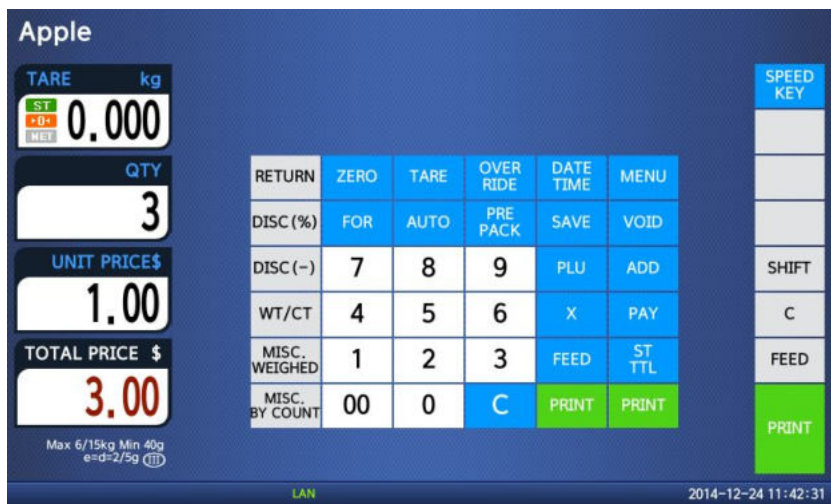 Apple
TARE kg
ST
▸0◂
NET
0.000
QTY
3
UNIT PRICE$
1.00
TOTAL PRICE $
3.00
Max 6/15kg Min 40g
e=d=2/5g III
RETURN ZERO TARE OVER RIDE DATE TIME MENU
DISC(%) FOR AUTO PRE PACK SAVE VOID
DISC(-) 7 8 9 PLU ADD
WT/CT 4 5 6 X PAY
MISC. WEIGHED 1 2 3 FEED ST TTL
MISC. BY COUNT 00 0 C PRINT PRINT
SPEED
KEY
SHIFT
C
FEED
PRINT
LAN
2014-12-24 11:42:31